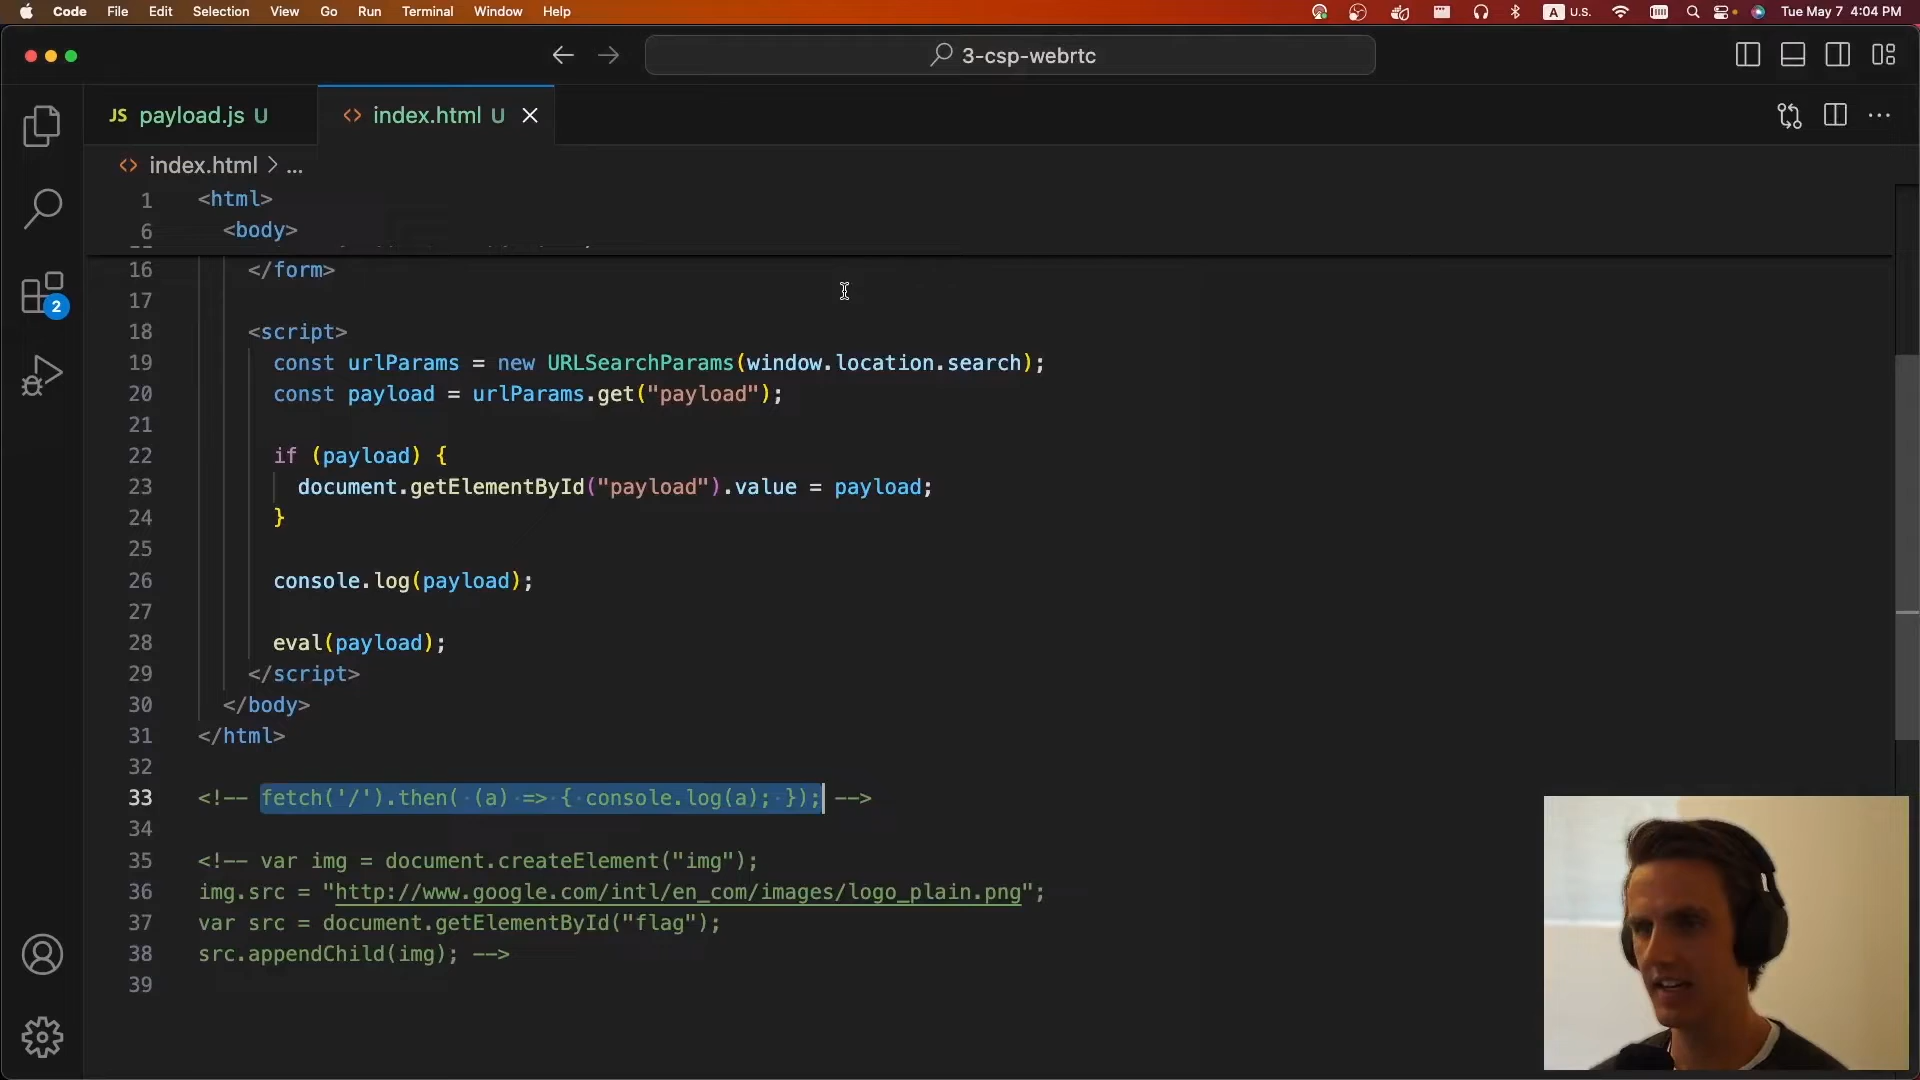 Code File Edit Selection View Go Run Terminal Window Help A U.S. Tue May 7 4:04 PM
3-csp-webrtc
JS payload.js U <> index.html U
<> index.html > ...
1 <html>
6 <body>
16 </form>
17
18 <script>
19 const urlParams = new URLSearchParams(window.location.search);
20 const payload = urlParams.get("payload");
21
22 if (payload) {
23 document.getElementById("payload").value = payload;
24 }
25
26 console.log(payload);
27
28 eval(payload);
29 </script>
30 </body>
31 </html>
32
33 <!-- fetch('/').then( (a) => { console.log(a); }); -->
34
35 <!-- var img = document.createElement("img");
36 img.src = "http://www.google.com/intl/en_com/images/logo_plain.png";
37 var src = document.getElementById("flag");
38 src.appendChild(img); -->
39
2